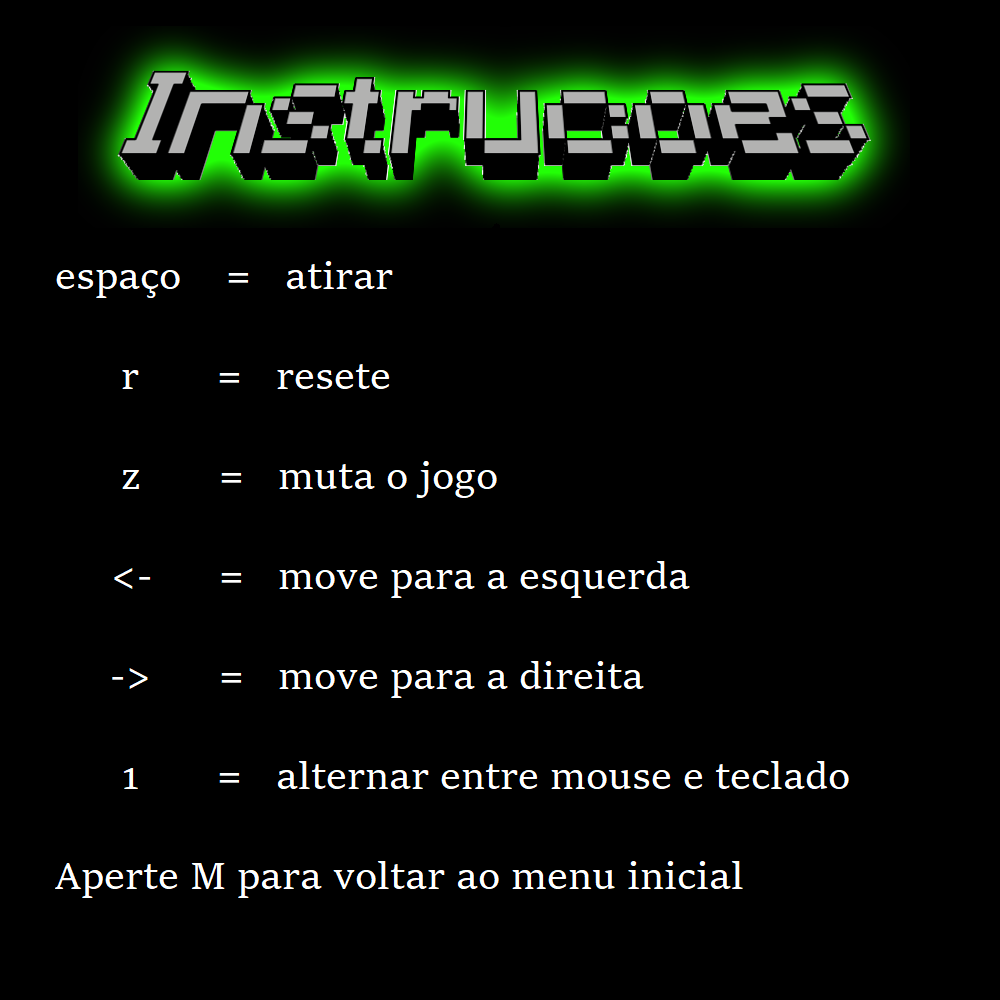 Instrucoes
espaço = atirar
r = resete
z = muta o jogo
<- = move para a esquerda
-> = move para a direita
1 = alternar entre mouse e teclado
Aperte M para voltar ao menu inicial